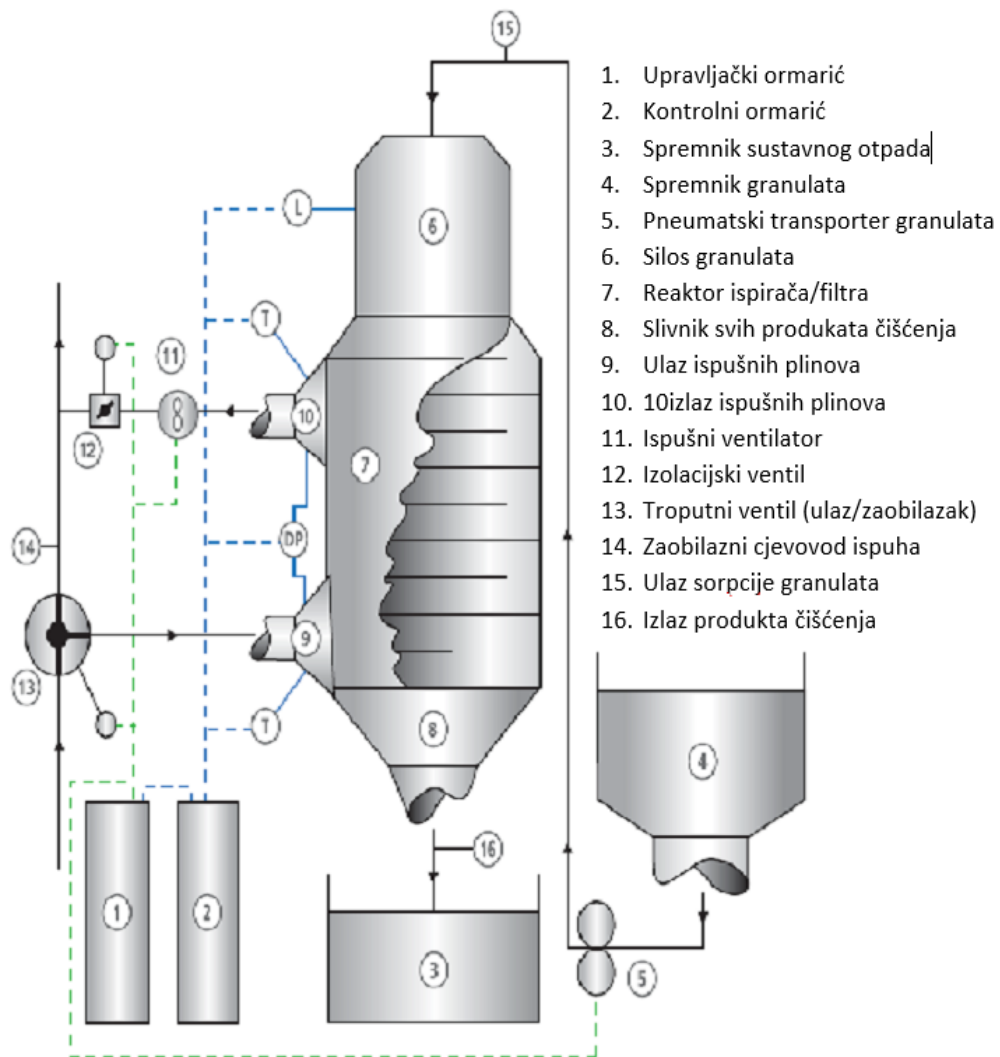 15
1. Upravljački ormarić
2. Kontrolni ormarić
3. Spremnik sustavnog otpada
4. Spremnik granulata
5. Pneumatski transporter granulata
6. Silos granulata
7. Reaktor ispirača/filtra
8. Slivnik svih produkata čišćenja
9. Ulaz ispušnih plinova
10. 10izlaz ispušnih plinova
11. Ispušni ventilator
12. Izolacijski ventil
13. Troputni ventil (ulaz/zaobilazak)
14. Zaobilazni cjevovod ispuha
15. Ulaz sorpcije granulata
16. Izlaz produkta čišćenja
L
6
T
11
10
12
7
14
DP
9
13
T
8
4
16
1
2
3
5